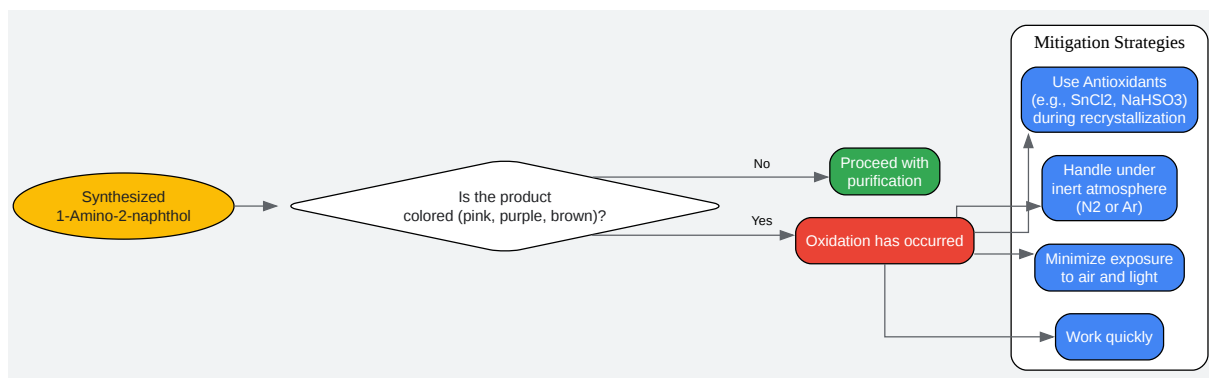 Synthesized
1-Amino-2-naphthol
Is the product
colored (pink, purple, brown)?
No
Yes
Proceed with
purification
Oxidation has occurred
Mitigation Strategies
Use Antioxidants
(e.g., SnCl2, NaHSO3)
during recrystallization
Handle under
inert atmosphere
(N2 or Ar)
Minimize exposure
to air and light
Work quickly